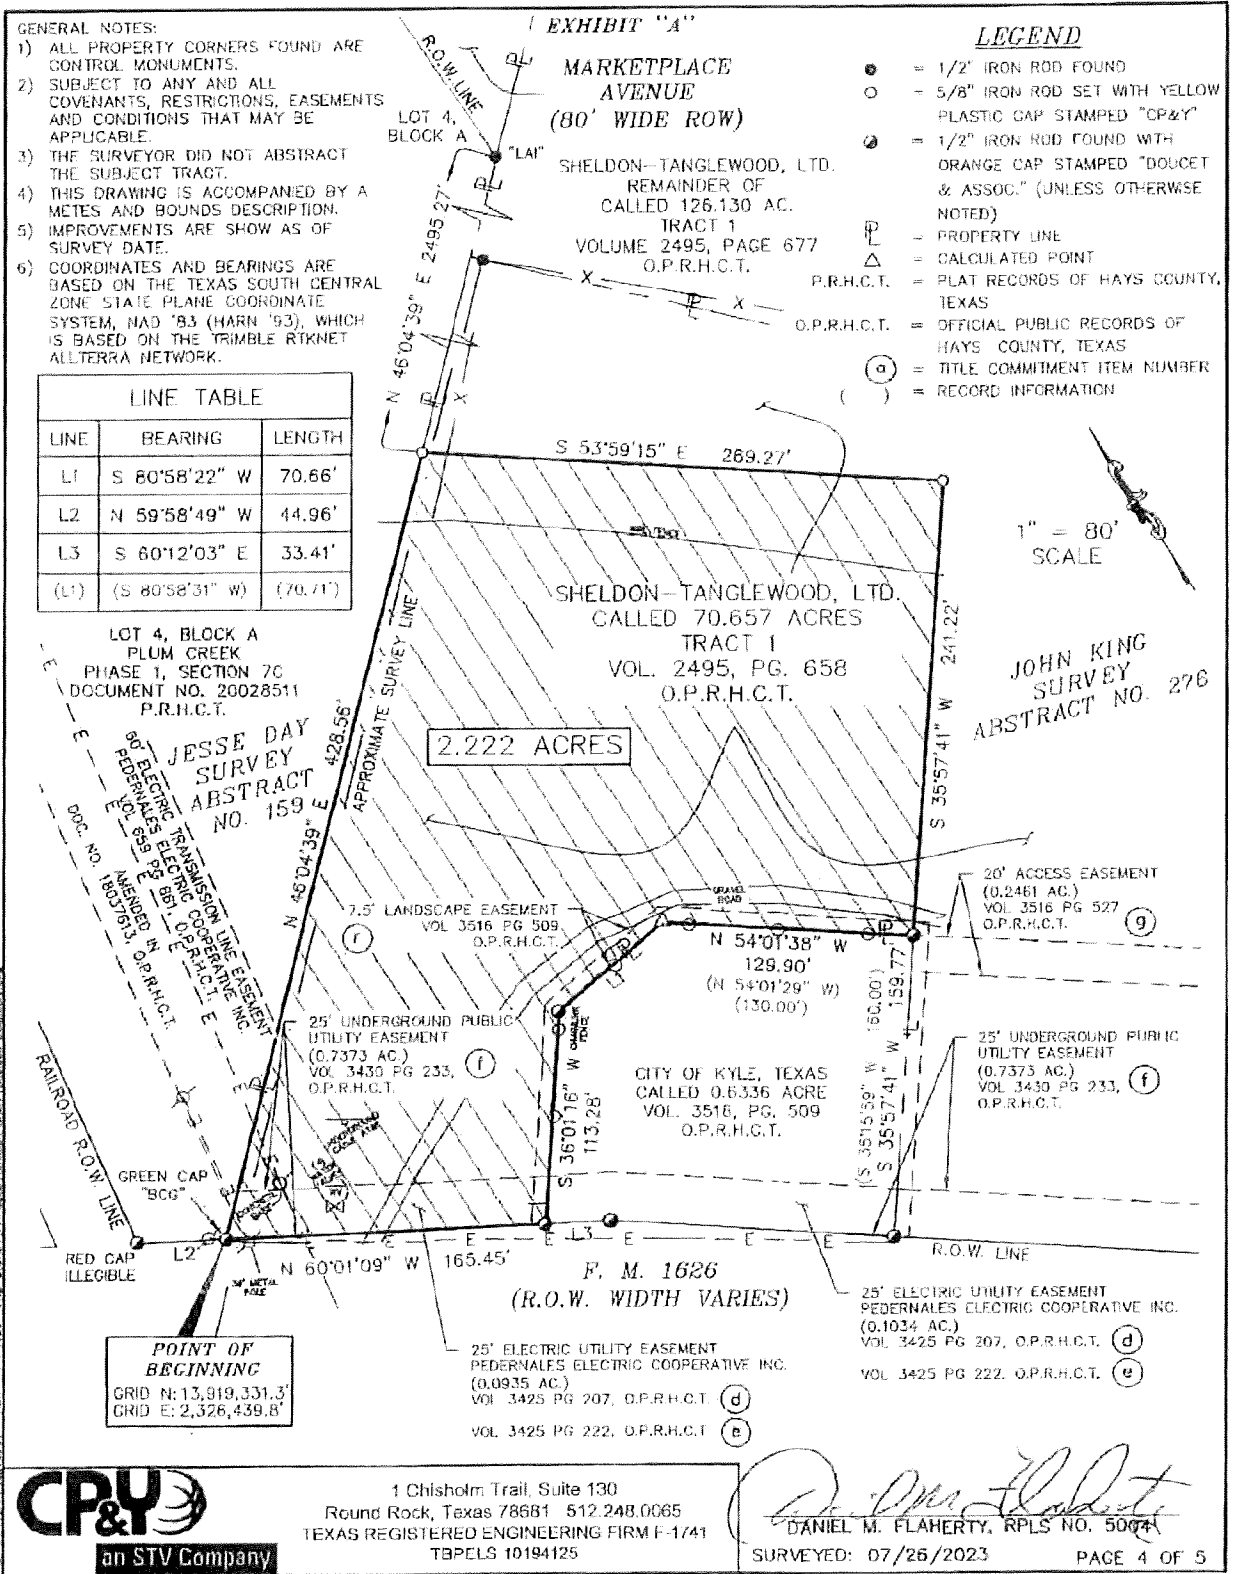 GENERAL NOTES:
1) ALL PROPERTY CORNERS FOUND ARE
CONTROL MONUMENTS.
2) SUBJECT TO ANY AND ALL
COVENANTS, RESTRICTIONS, EASEMENTS
AND CONDITIONS THAT MAY BE
APPLICABLE.
3) THE SURVEYOR DID NOT ABSTRACT
THE SUBJECT TRACT.
4) THIS DRAWING IS ACCOMPANIED BY A
METES AND BOUNDS DESCRIPTION.
5) IMPROVEMENTS ARE SHOW AS OF
SURVEY DATE.
6) COORDINATES AND BEARINGS ARE
BASED ON THE TEXAS SOUTH CENTRAL
ZONE STATE PLANE COORDINATE
SYSTEM, NAD '83 (HARN '93), WHICH
IS BASED ON THE TRIMBLE RTKNET
ALLTERRA NETWORK.
EXHIBIT "A"
MARKETPLACE
AVENUE
(80' WIDE ROW)
R.O.W. LINE
LOT 4,
BLOCK A
"LAI"
SHELDON-TANGLEWOOD, LTD.
REMAINDER OF
CALLED 126.130 AC.
TRACT 1
VOLUME 2495, PAGE 677
O.P.R.H.C.T.
LEGEND
= 1/2" IRON ROD FOUND
= 5/8" IRON ROD SET WITH YELLOW
PLASTIC CAP STAMPED "CP&Y"
= 1/2" IRON ROD FOUND WITH
ORANGE CAP STAMPED "DOUCET
& ASSOC." (UNLESS OTHERWISE
NOTED)
= PROPERTY LINE
= CALCULATED POINT
P.R.H.C.T. = PLAT RECORDS OF HAYS COUNTY,
TEXAS
O.P.R.H.C.T. = OFFICIAL PUBLIC RECORDS OF
HAYS COUNTY, TEXAS
(a) = TITLE COMMITMENT ITEM NUMBER
( ) = RECORD INFORMATION
LINE TABLE
LINE BEARING LENGTH
L1 S 80°58'22" W 70.66'
L2 N 59°58'49" W 44.96'
L3 S 60°12'03" E 33.41'
(L1) (S 80°58'31" W) (70.71')
N 46°04'39" E 2495.27'
X
X
X
S 53°59'15" E 269.27'
1" = 80'
SCALE
SHELDON-TANGLEWOOD, LTD.
CALLED 70.657 ACRES
TRACT 1
VOL. 2495, PG. 658
O.P.R.H.C.T.
S 35°57'41" W 241.22'
JOHN KING
SURVEY
ABSTRACT NO. 276
LOT 4, BLOCK A
PLUM CREEK
PHASE 1, SECTION 7C
DOCUMENT NO. 20028511
P.R.H.C.T.
JESSE DAY
SURVEY
ABSTRACT
NO. 159
2.222 ACRES
N 46°04'39" E 428.56'
APPROXIMATE SURVEY LINE
60' ELECTRIC TRANSMISSION LINE EASEMENT
PEDERNALES ELECTRIC COOPERATIVE INC.
VOL 659 PG 861, O.P.R.H.C.T.
AMENDED IN
DOC. NO. 18037613, O.P.R.H.C.T.
7.5' LANDSCAPE EASEMENT
VOL 3516 PG 509,
O.P.R.H.C.T.
(r)
GRAVEL
ROAD
N 54°01'38" W
129.90'
(N 54°01'29" W)
(130.00')
20' ACCESS EASEMENT
(0.2461 AC.)
VOL 3516 PG 527
O.P.R.H.C.T.
(g)
25' UNDERGROUND PUBLIC
UTILITY EASEMENT
(0.7373 AC.)
VOL 3430 PG 233,
O.P.R.H.C.T.
(f)
CHAINLINK
FENCE
S 36°01'16" W
113.28'
CITY OF KYLE, TEXAS
CALLED 0.6336 ACRE
VOL. 3516, PG. 509
O.P.R.H.C.T.
(S 35°15'59" W 160.00')
S 35°57'41" W 159.77'
25' UNDERGROUND PUBLIC
UTILITY EASEMENT
(0.7373 AC.)
VOL 3430 PG 233,
O.P.R.H.C.T.
(f)
RAILROAD R.O.W. LINE
GREEN CAP
"BCG"
RED CAP
ILLEGIBLE
L2
N 60°01'09" W 165.45'
L3
E E E E E E
R.O.W. LINE
F. M. 1626
(R.O.W. WIDTH VARIES)
POINT OF
BEGINNING
GRID N: 13,919,331.3'
GRID E: 2,326,439.8'
25' ELECTRIC UTILITY EASEMENT
PEDERNALES ELECTRIC COOPERATIVE INC.
(0.0935 AC.)
VOL 3425 PG 207, O.P.R.H.C.T. (d)
VOL 3425 PG 222, O.P.R.H.C.T (e)
25' ELECTRIC UTILITY EASEMENT
PEDERNALES ELECTRIC COOPERATIVE INC.
(0.1034 AC.)
VOL 3425 PG 207, O.P.R.H.C.T. (d)
VOL 3425 PG 222. O.P.R.H.C.T. (e)
CP&Y
an STV Company
1 Chisholm Trail, Suite 130
Round Rock, Texas 78681 512.248.0065
TEXAS REGISTERED ENGINEERING FIRM F-1741
TBPELS 10194125
DANIEL M. FLAHERTY, RPLS NO. 5004
SURVEYED: 07/26/2023
PAGE 4 OF 5